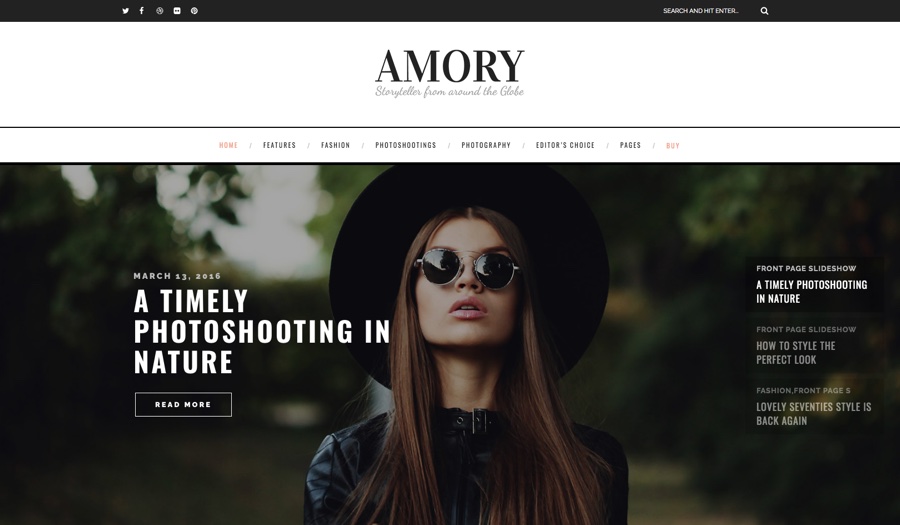 SEARCH AND HIT ENTER...
AMORY
Storyteller from around the Globe
HOME / FEATURES / FASHION / PHOTOSHOOTINGS / PHOTOGRAPHY / EDITOR'S CHOICE / PAGES / BUY
MARCH 13, 2016
A TIMELY
PHOTOSHOOTING IN
NATURE
READ MORE
FRONT PAGE SLIDESHOW
A TIMELY PHOTOSHOOTING
IN NATURE
FRONT PAGE SLIDESHOW
HOW TO STYLE THE
PERFECT LOOK
FASHION,FRONT PAGE S
LOVELY SEVENTIES STYLE IS
BACK AGAIN